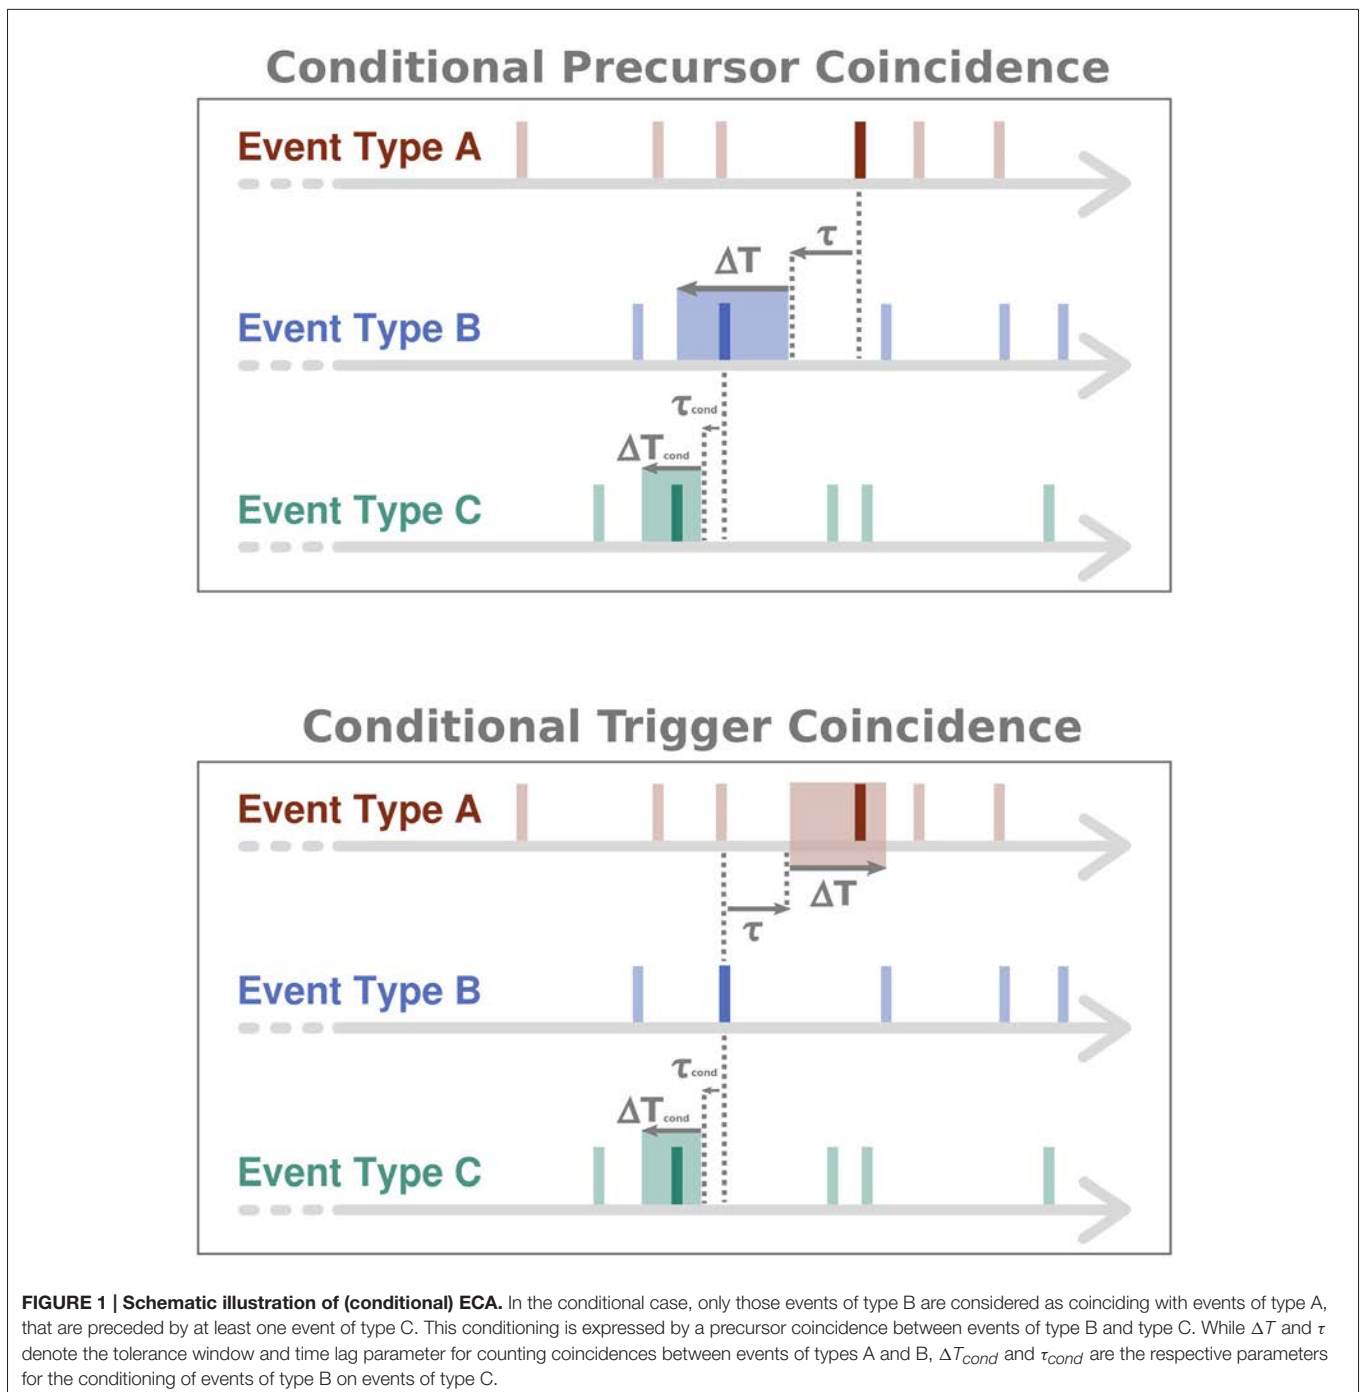 Conditional Precursor Coincidence
Event Type A
τ
ΔT
Event Type B
τcond
ΔTcond
Event Type C
Conditional Trigger Coincidence
Event Type A
ΔT
τ
Event Type B
τcond
ΔTcond
Event Type C
FIGURE 1 | Schematic illustration of (conditional) ECA. In the conditional case, only those events of type B are considered as coinciding with events of type A,
that are preceded by at least one event of type C. This conditioning is expressed by a precursor coincidence between events of type B and type C. While ΔT and τ
denote the tolerance window and time lag parameter for counting coincidences between events of types A and B, ΔTcond and τcond are the respective parameters
for the conditioning of events of type B on events of type C.